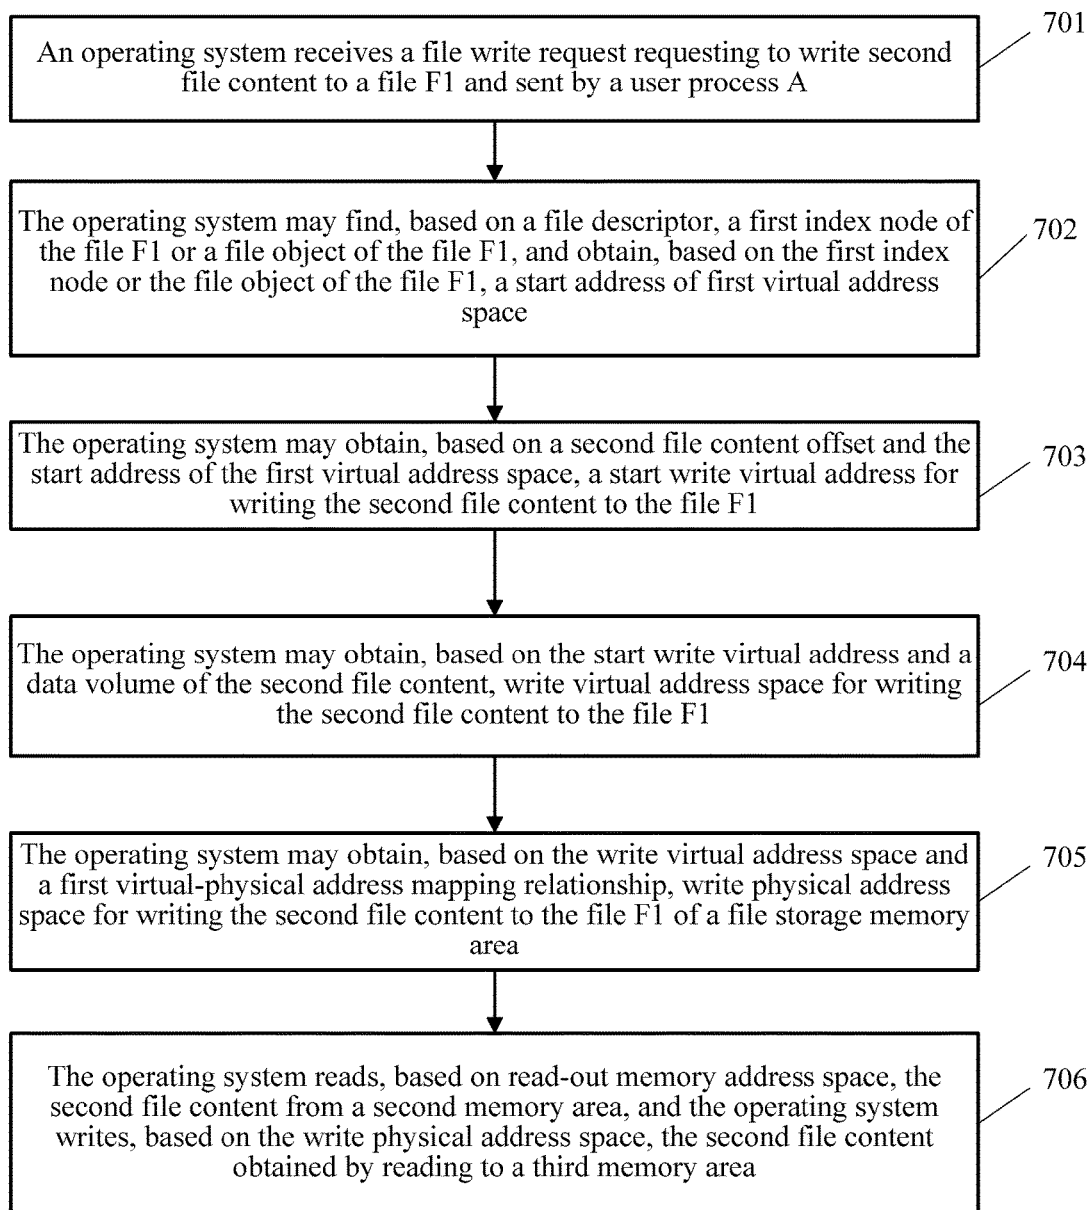 701
An operating system receives a file write request requesting to write second
file content to a file F1 and sent by a user process A
702
The operating system may find, based on a file descriptor, a first index node of
the file F1 or a file object of the file F1, and obtain, based on the first index
node or the file object of the file F1, a start address of first virtual address
space
703
The operating system may obtain, based on a second file content offset and the
start address of the first virtual address space, a start write virtual address for
writing the second file content to the file F1
704
The operating system may obtain, based on the start write virtual address and a
data volume of the second file content, write virtual address space for writing
the second file content to the file F1
705
The operating system may obtain, based on the write virtual address space and
a first virtual-physical address mapping relationship, write physical address
space for writing the second file content to the file F1 of a file storage memory
area
706
The operating system reads, based on read-out memory address space, the
second file content from a second memory area, and the operating system
writes, based on the write physical address space, the second file content
obtained by reading to a third memory area